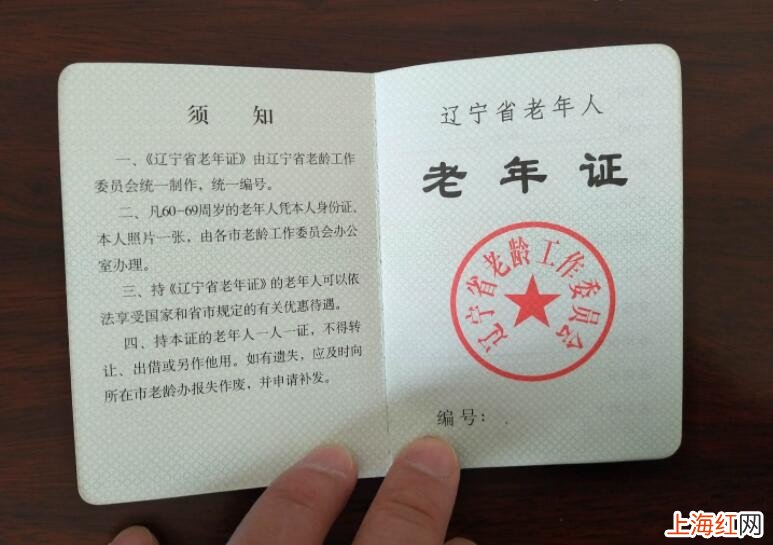 须 知
一、《辽宁省老年证》由辽宁省老龄工作
委员会统一制作，统一编号。
二、凡60-69周岁的老年人凭本人身份证、
本人照片一张，由各市老龄工作委员会办公
室办理。
三、持《辽宁省老年证》的老年人可以依
法享受国家和省市规定的有关优惠待遇。
四、持本证的老年人一人一证，不得转
让、出借或另作他用。如有遗失，应及时向
所在市老龄办报失作废，并申请补发。
辽宁省老年人
老年证
辽宁省老龄工作委员会
编号：
上海红网